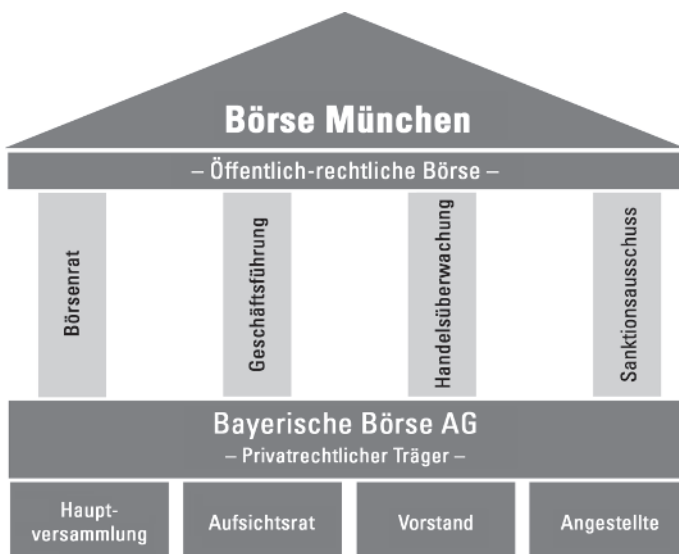 Börse München
– Öffentlich-rechtliche Börse –
Börsenrat
Geschäftsführung
Handelsüberwachung
Sanktionsausschuss
Bayerische Börse AG
– Privatrechtlicher Träger –
Haupt-
versammlung
Aufsichtsrat
Vorstand
Angestellte